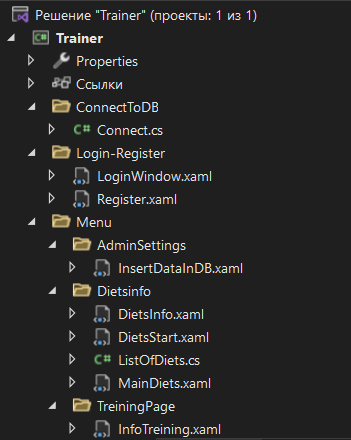 Решение "Trainer" (проекты: 1 из 1)
Trainer
Properties
Ссылки
ConnectToDB
C# Connect.cs
Login-Register
LoginWindow.xaml
Register.xaml
Menu
AdminSettings
InsertDataInDB.xaml
Dietsinfo
DietsInfo.xaml
DietsStart.xaml
C# ListOfDiets.cs
MainDiets.xaml
TreiningPage
InfoTreining.xaml